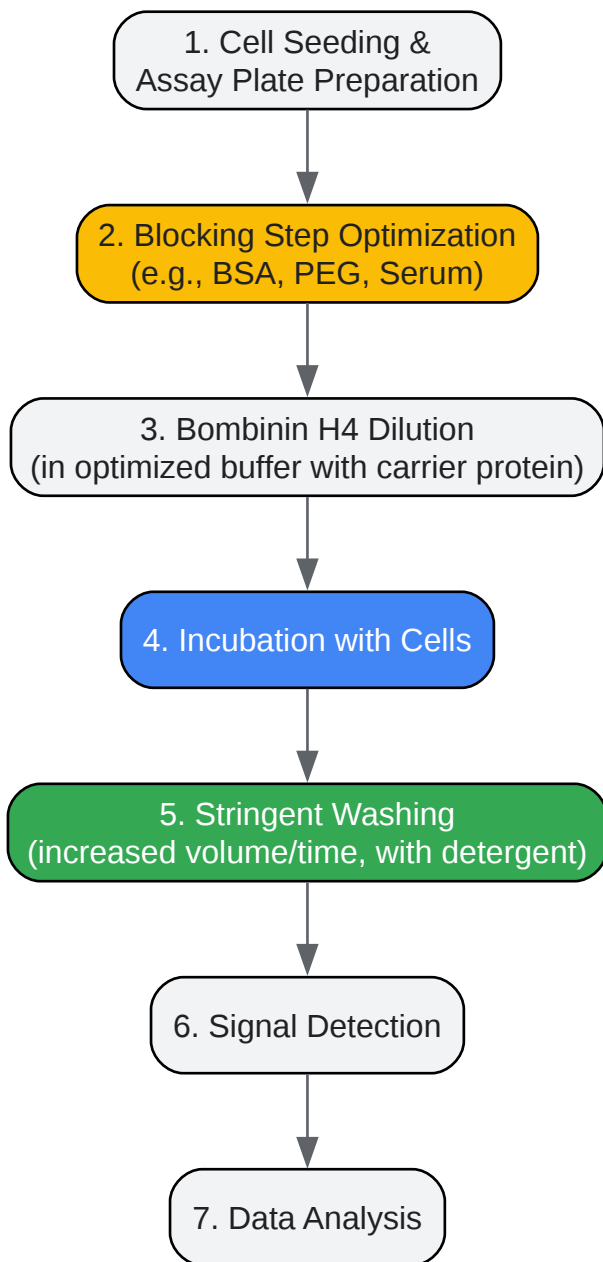 1. Cell Seeding &
Assay Plate Preparation
2. Blocking Step Optimization
(e.g., BSA, PEG, Serum)
3. Bombinin H4 Dilution
(in optimized buffer with carrier protein)
4. Incubation with Cells
5. Stringent Washing
(increased volume/time, with detergent)
6. Signal Detection
7. Data Analysis